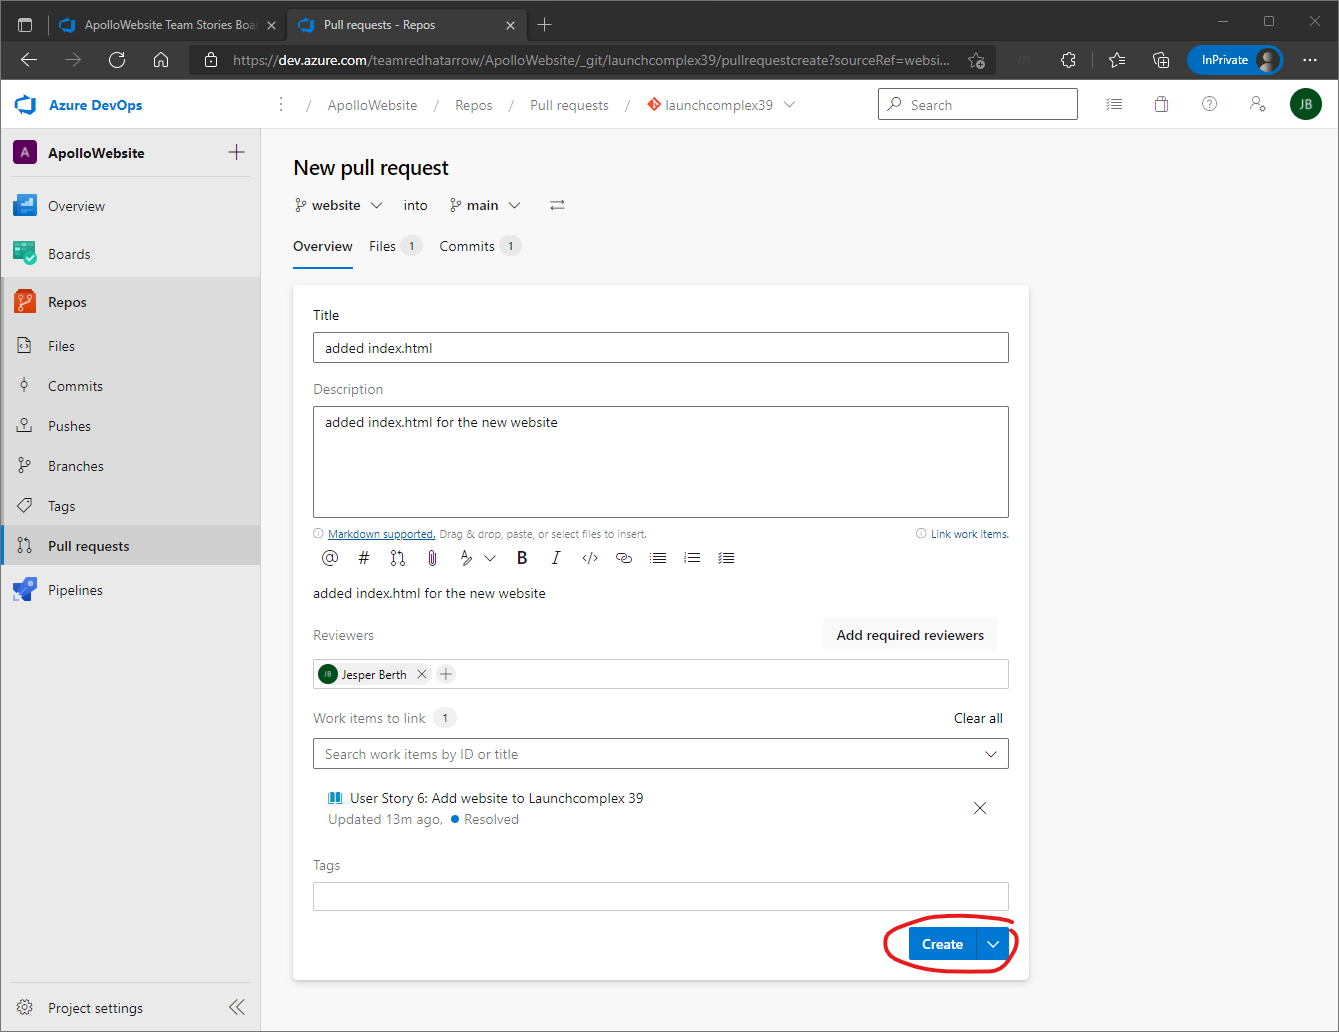 ApolloWebsite Team Stories Boa
Pull requests - Repos
https://dev.azure.com/teamredhatarrow/ApolloWebsite/_git/launchcomplex39/pullrequestcreate?sourceRef=websi...
InPrivate
Azure DevOps
/ ApolloWebsite / Repos / Pull requests / launchcomplex39
Search
JB
A ApolloWebsite
Overview
Boards
Repos
Files
Commits
Pushes
Branches
Tags
Pull requests
Pipelines
Project settings
New pull request
website into main
Overview Files 1 Commits 1
Title
added index.html
Description
added index.html for the new website
Markdown supported. Drag & drop, paste, or select files to insert.
Link work items.
@ # B I </>
added index.html for the new website
Reviewers
Add required reviewers
JB Jesper Berth
Work items to link 1
Clear all
Search work items by ID or title
User Story 6: Add website to Launchcomplex 39
Updated 13m ago, Resolved
Tags
Create